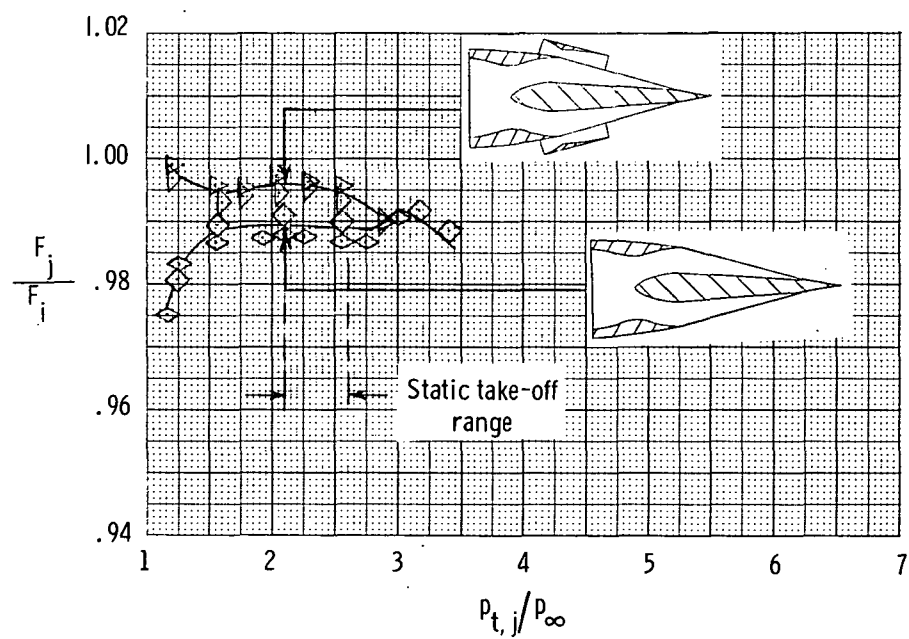 1.02
1.00
.98
.96
.94
F_j
F_i
Static take-off
range
1 2 3 4 5 6 7
p_{t, j}/p_∞